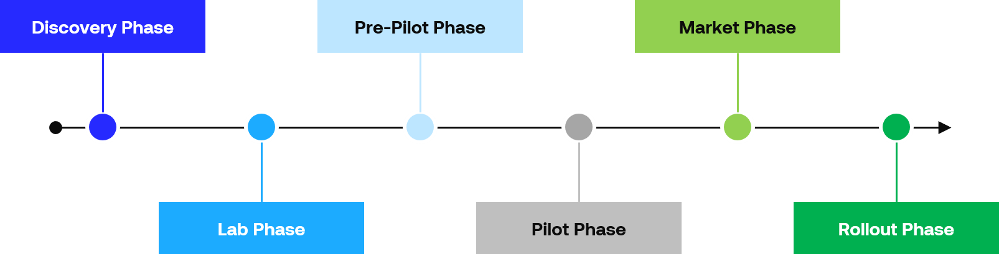 Discovery Phase
Lab Phase
Pre-Pilot Phase
Pilot Phase
Market Phase
Rollout Phase